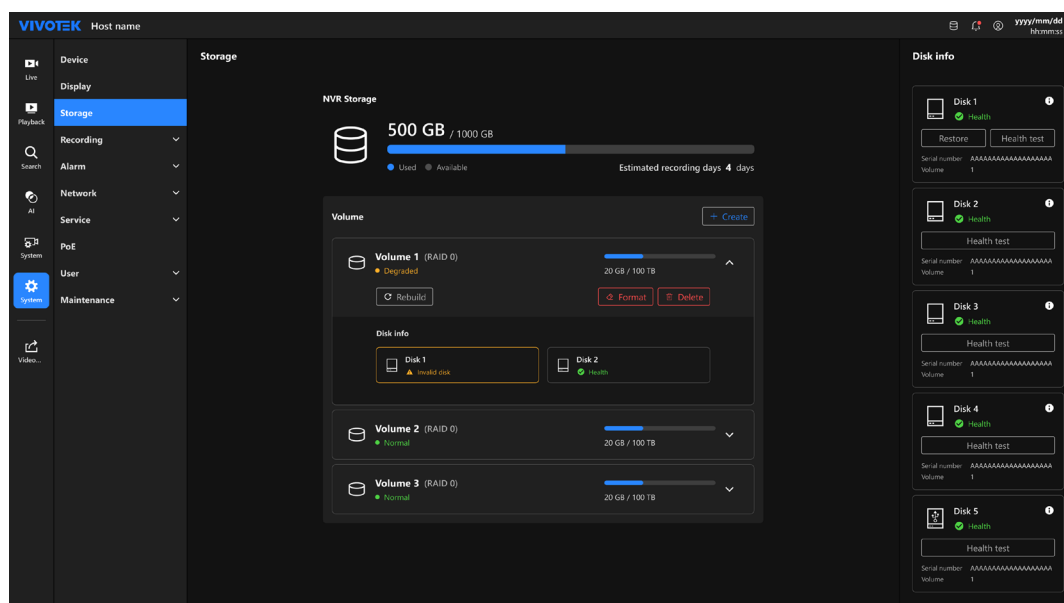 VIVOTEK Host name
yyyy/mm/dd
hh:mm:ss
Live
Playback
Search
AI
System
System
Video...
Device
Display
Storage
Recording
Alarm
Network
Service
PoE
User
Maintenance
Storage
NVR Storage
500 GB / 1000 GB
Used Available
Estimated recording days 4 days
Volume
+ Create
Volume 1 (RAID 0)
Degraded
20 GB / 100 TB
Rebuild
Format
Delete
Disk info
Disk 1
Invalid disk
Disk 2
Health
Volume 2 (RAID 0)
Normal
20 GB / 100 TB
Volume 3 (RAID 0)
Normal
20 GB / 100 TB
Disk info
Disk 1
Health
Restore Health test
Serial number AAAAAAAAAAAAAAAAAAA
Volume 1
Disk 2
Health
Health test
Serial number AAAAAAAAAAAAAAAAAAA
Volume 1
Disk 3
Health
Health test
Serial number AAAAAAAAAAAAAAAAAAA
Volume 1
Disk 4
Health
Health test
Serial number AAAAAAAAAAAAAAAAAAA
Volume 1
Disk 5
Health
Health test
Serial number AAAAAAAAAAAAAAAAAAA
Volume 1